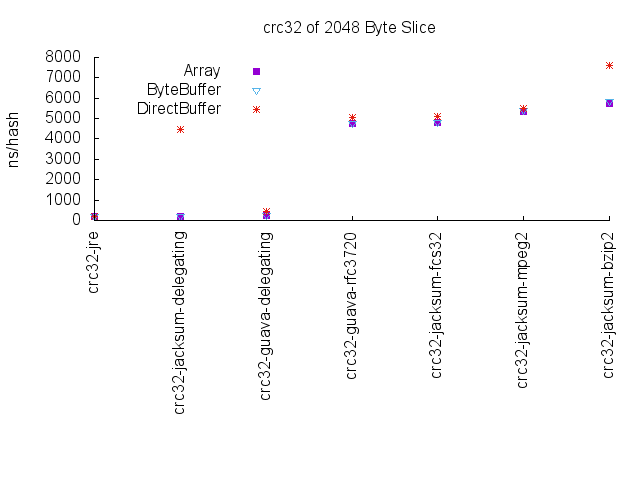 crc32 of 2048 Byte Slice
ns/hash
8000
7000
6000
5000
4000
3000
2000
1000
0
Array
ByteBuffer
DirectBuffer
crc32-jre
crc32-jacksum-delegating
crc32-guava-delegating
crc32-guava-rfc3720
crc32-jacksum-fcs32
crc32-jacksum-mpeg2
crc32-jacksum-bzip2